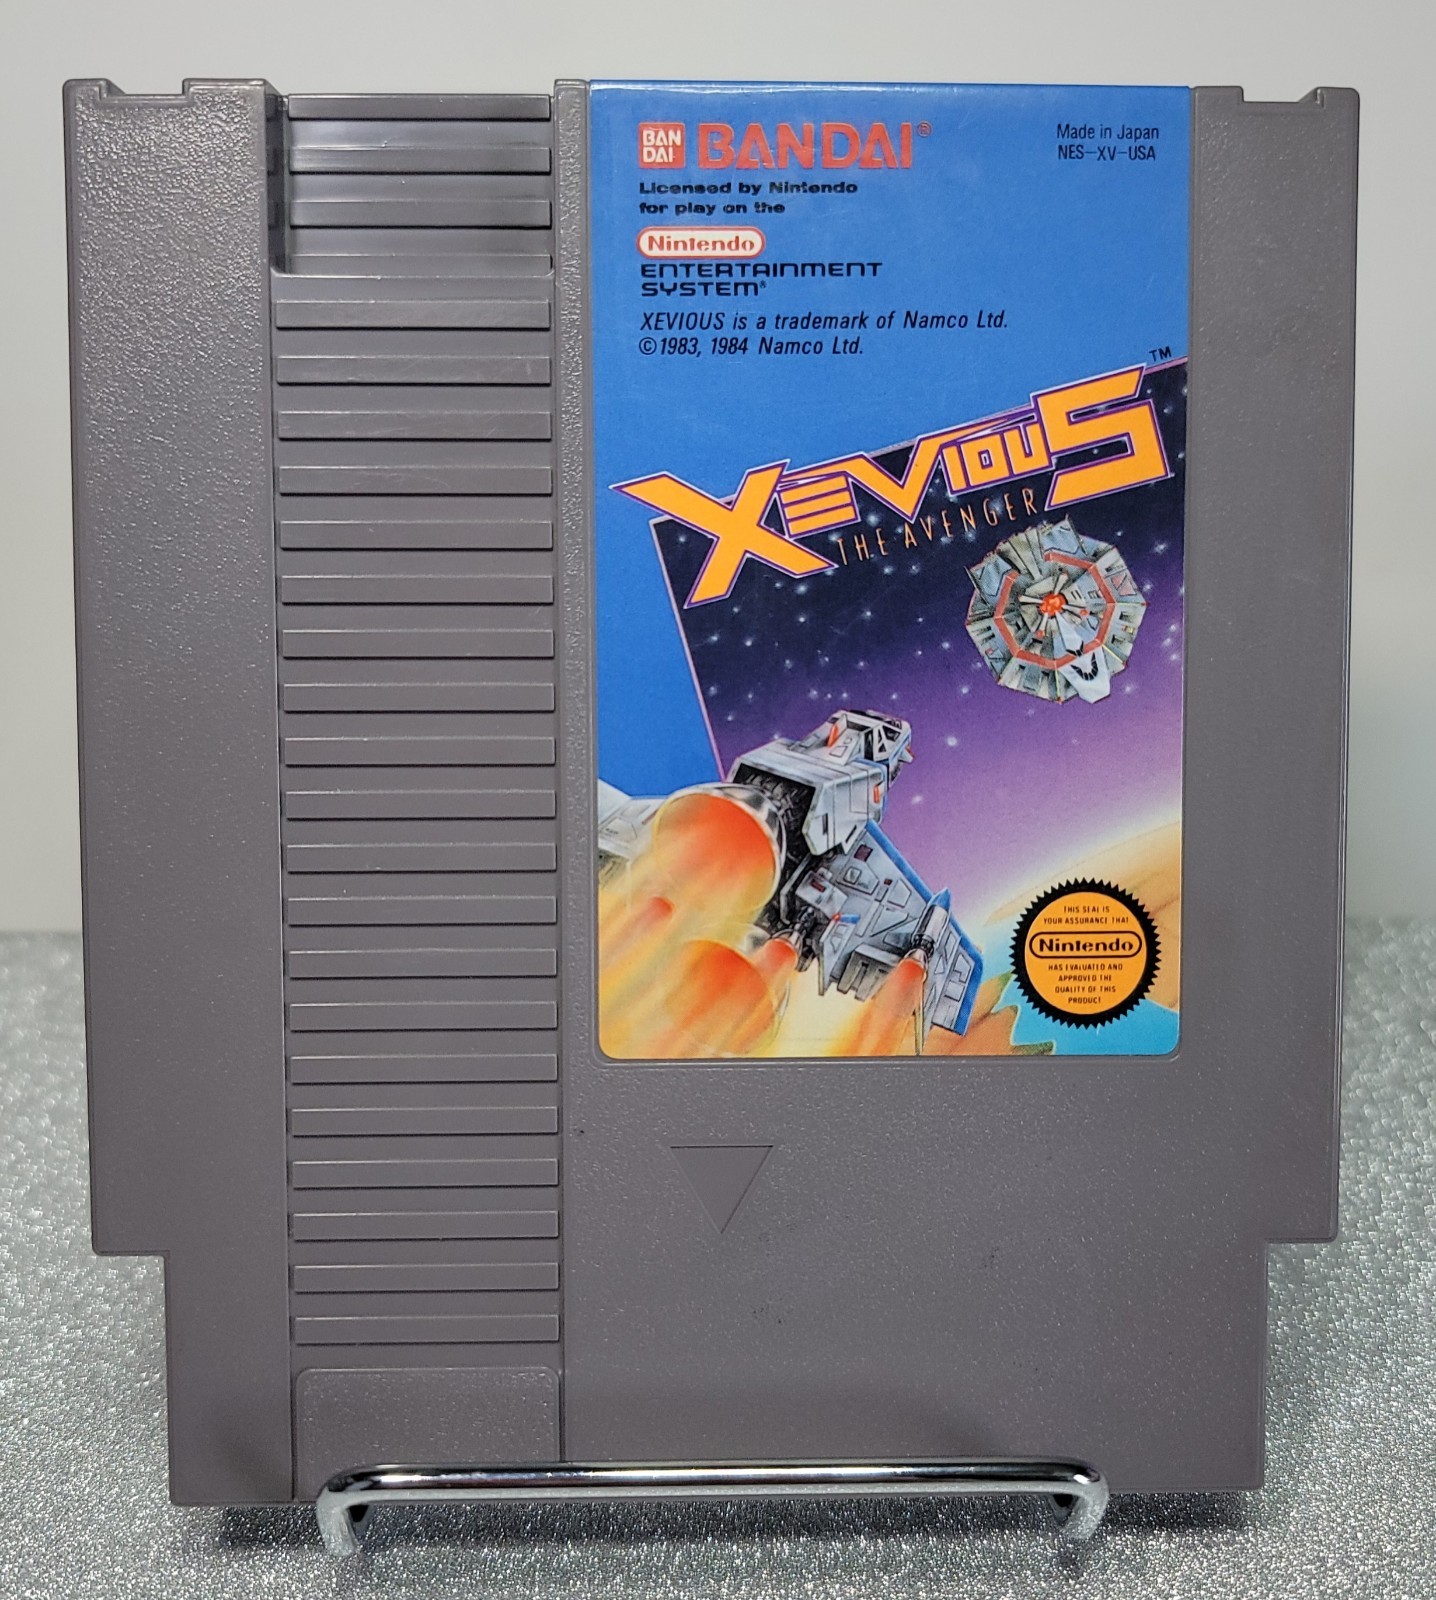 BAN
DAI
BANDAI®
Made in Japan
NES-XV-USA
Licensed by Nintendo
for play on the
Nintendo
ENTERTAINMENT
SYSTEM®
XEVIOUS is a trademark of Namco Ltd.
©1983, 1984 Namco Ltd.
XEVIOUS TM
THE AVENGER
THIS SEAL IS
YOUR ASSURANCE THAT
Nintendo
HAS EVALUATED AND
APPROVED THE
QUALITY OF THIS
PRODUCT